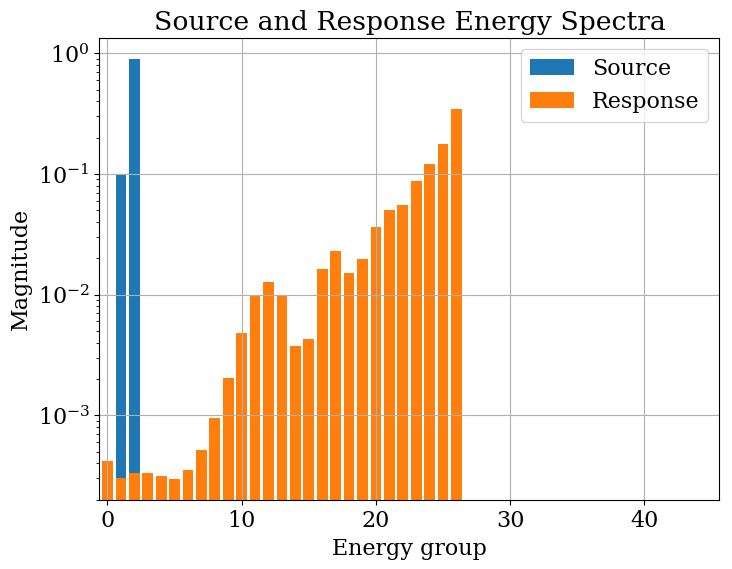 Source and Response Energy Spectra
Source
Response
Magnitude
10⁰
10⁻¹
10⁻²
10⁻³
0 10 20 30 40
Energy group